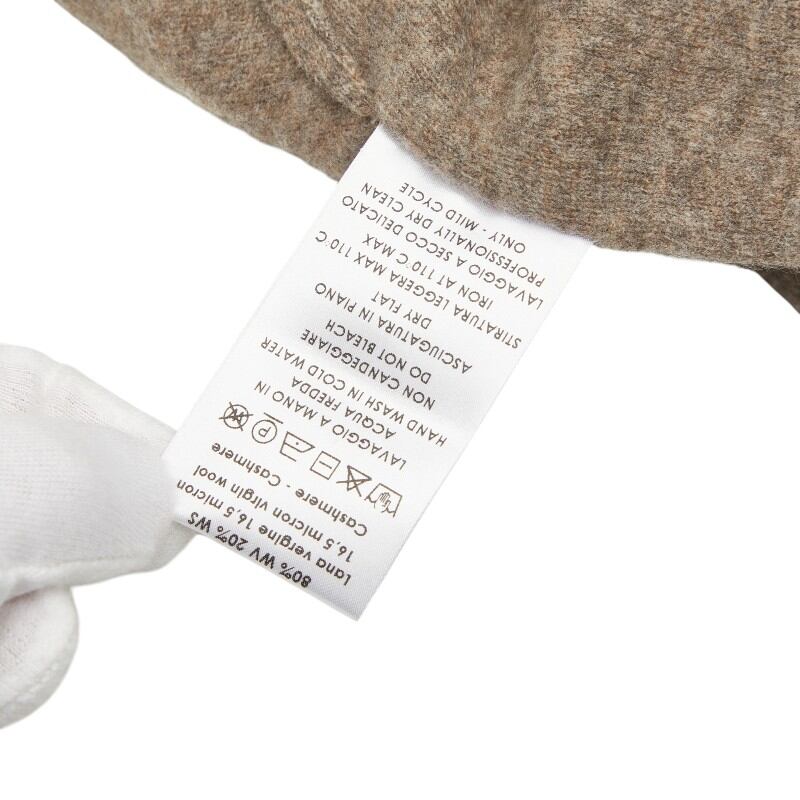 80% WV 20% WS
Lana vergine 16,5 micron
16,5 micron virgin wool
Cashmere - Cashmere
P
LAVAGGIO A MANO IN
ACQUA FREDDA
HAND WASH IN COLD WATER
NON CANDEGGIARE
DO NOT BLEACH
ASCIUGATURA IN PIANO
DRY FLAT
STIRATURA LEGGERA MAX 110°C
IRON AT 110°C MAX
LAVAGGIO A SECCO DELICATO
PROFESSIONALLY DRY CLEAN
ONLY - MILD CYCLE